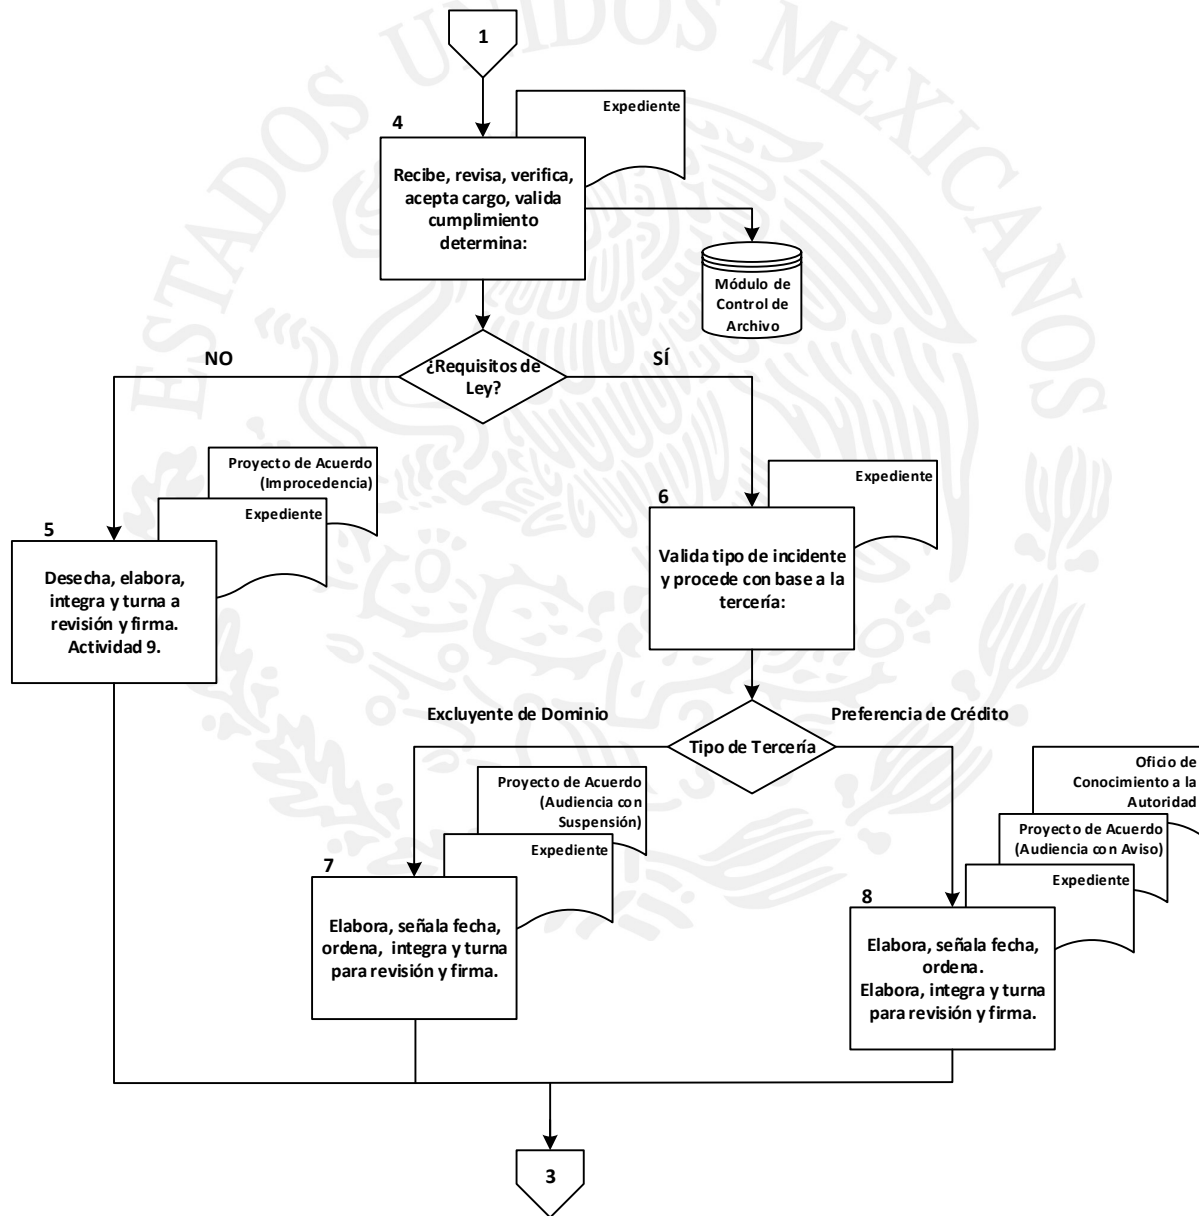 ESTADOS UNIDOS MEXICANOS
1
Expediente
4
Recibe, revisa, verifica,
acepta cargo, valida
cumplimiento
determina:
Módulo de
Control de
Archivo
¿Requisitos de
Ley?
NO
SÍ
Proyecto de Acuerdo
(Improcedencia)
Expediente
5
Desecha, elabora,
integra y turna a
revisión y firma.
Actividad 9.
Expediente
6
Valida tipo de incidente
y procede con base a la
tercería:
Excluyente de Dominio
Preferencia de Crédito
Tipo de Tercería
Proyecto de Acuerdo
(Audiencia con
Suspensión)
Expediente
7
Elabora, señala fecha,
ordena, integra y turna
para revisión y firma.
Oficio de
Conocimiento a la
Autoridad
Proyecto de Acuerdo
(Audiencia con Aviso)
Expediente
8
Elabora, señala fecha,
ordena.
Elabora, integra y turna
para revisión y firma.
3